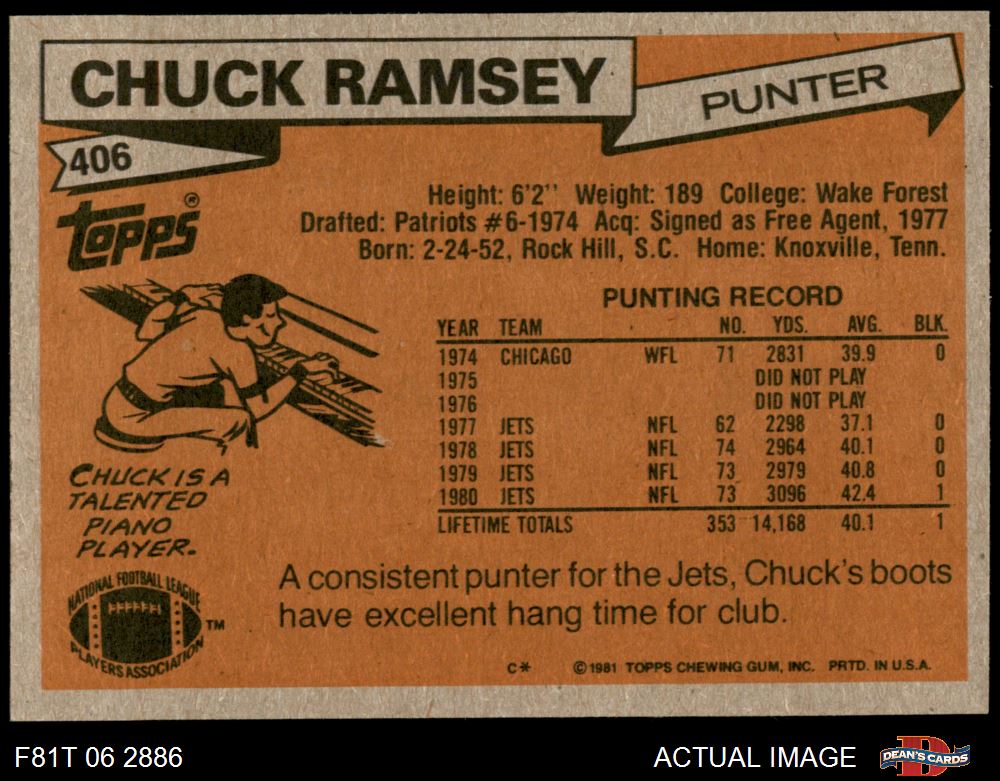 CHUCK RAMSEY
PUNTER
406
Topps®
Height: 6'2'' Weight: 189 College: Wake Forest
Drafted: Patriots #6-1974 Acq: Signed as Free Agent, 1977
Born: 2-24-52, Rock Hill, S.C. Home: Knoxville, Tenn.
PUNTING RECORD
YEAR TEAM NO. YDS. AVG. BLK.
1974 CHICAGO WFL 71 2831 39.9 0
1975 DID NOT PLAY
1976 DID NOT PLAY
1977 JETS NFL 62 2298 37.1 0
1978 JETS NFL 74 2964 40.1 0
1979 JETS NFL 73 2979 40.8 0
1980 JETS NFL 73 3096 42.4 1
LIFETIME TOTALS 353 14,168 40.1 1
CHUCK IS A
TALENTED
PIANO
PLAYER.
NATIONAL FOOTBALL LEAGUE
PLAYERS ASSOCIATION
TM
A consistent punter for the Jets, Chuck's boots
have excellent hang time for club.
C* © 1981 TOPPS CHEWING GUM, INC. PRTD. IN U.S.A.
F81T 06 2886
ACTUAL IMAGE
D
DEAN'S CARDS